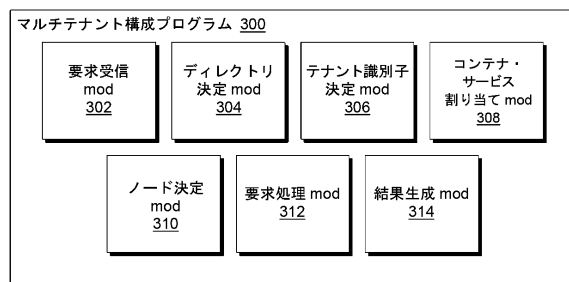 マルチテナント構成プログラム 300
要求受信
mod
302
ディレクトリ
決定 mod
304
テナント識別子
決定 mod
306
コンテナ・
サービス
割り当て mod
308
ノード決定
mod
310
要求処理 mod
312
結果生成 mod
314